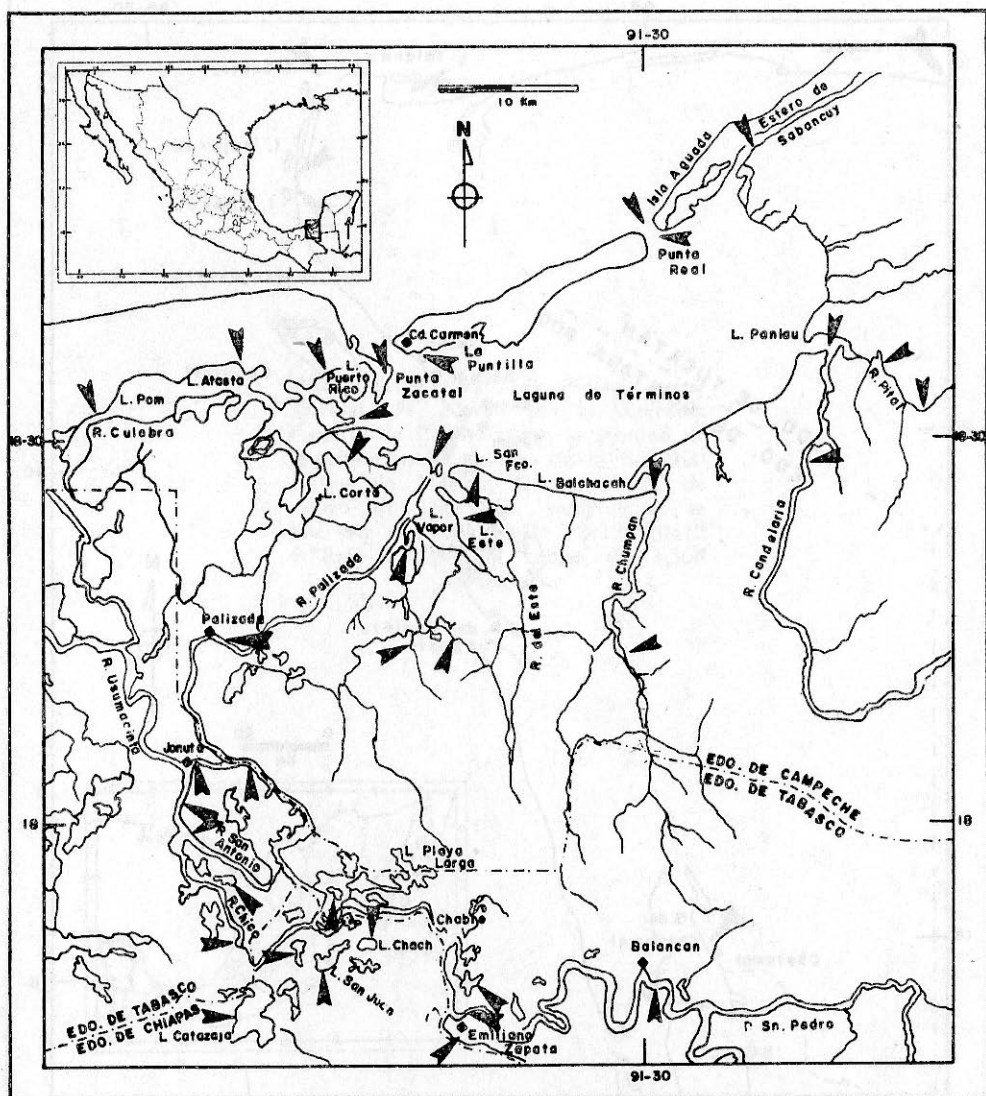 91-30
10 Km
N
Estero de
Sabancuy
Isla Aguada
Punta
Real
Cd. Carmen
La
Puntilla
L. Panlau
R. Pital
L. Atasta
L.
Puerto
Rico
Punta
Zacatal
L. Pom
R. Culebra
Laguna de Términos
18-30
18-30
L. San
Fco.
L. Balchacah
L. Corte
L.
Vapor
L.
Este
R. Palizada
R. Chumpan
R. Candelaria
R. del Este
Palizada
R. Usumacinta
Jonuta
EDO. DE CAMPECHE
EDO. DE TABASCO
18
18
R. San
Antonio
L. Playa
Larga
R. Chico
Chable
L. Chach
Balancan
L. San Juan
EDO. DE TABASCO
EDO. DE CHIAPAS
L. Catazaja
Emiliano
Zapata
Sn. Pedro
91-30